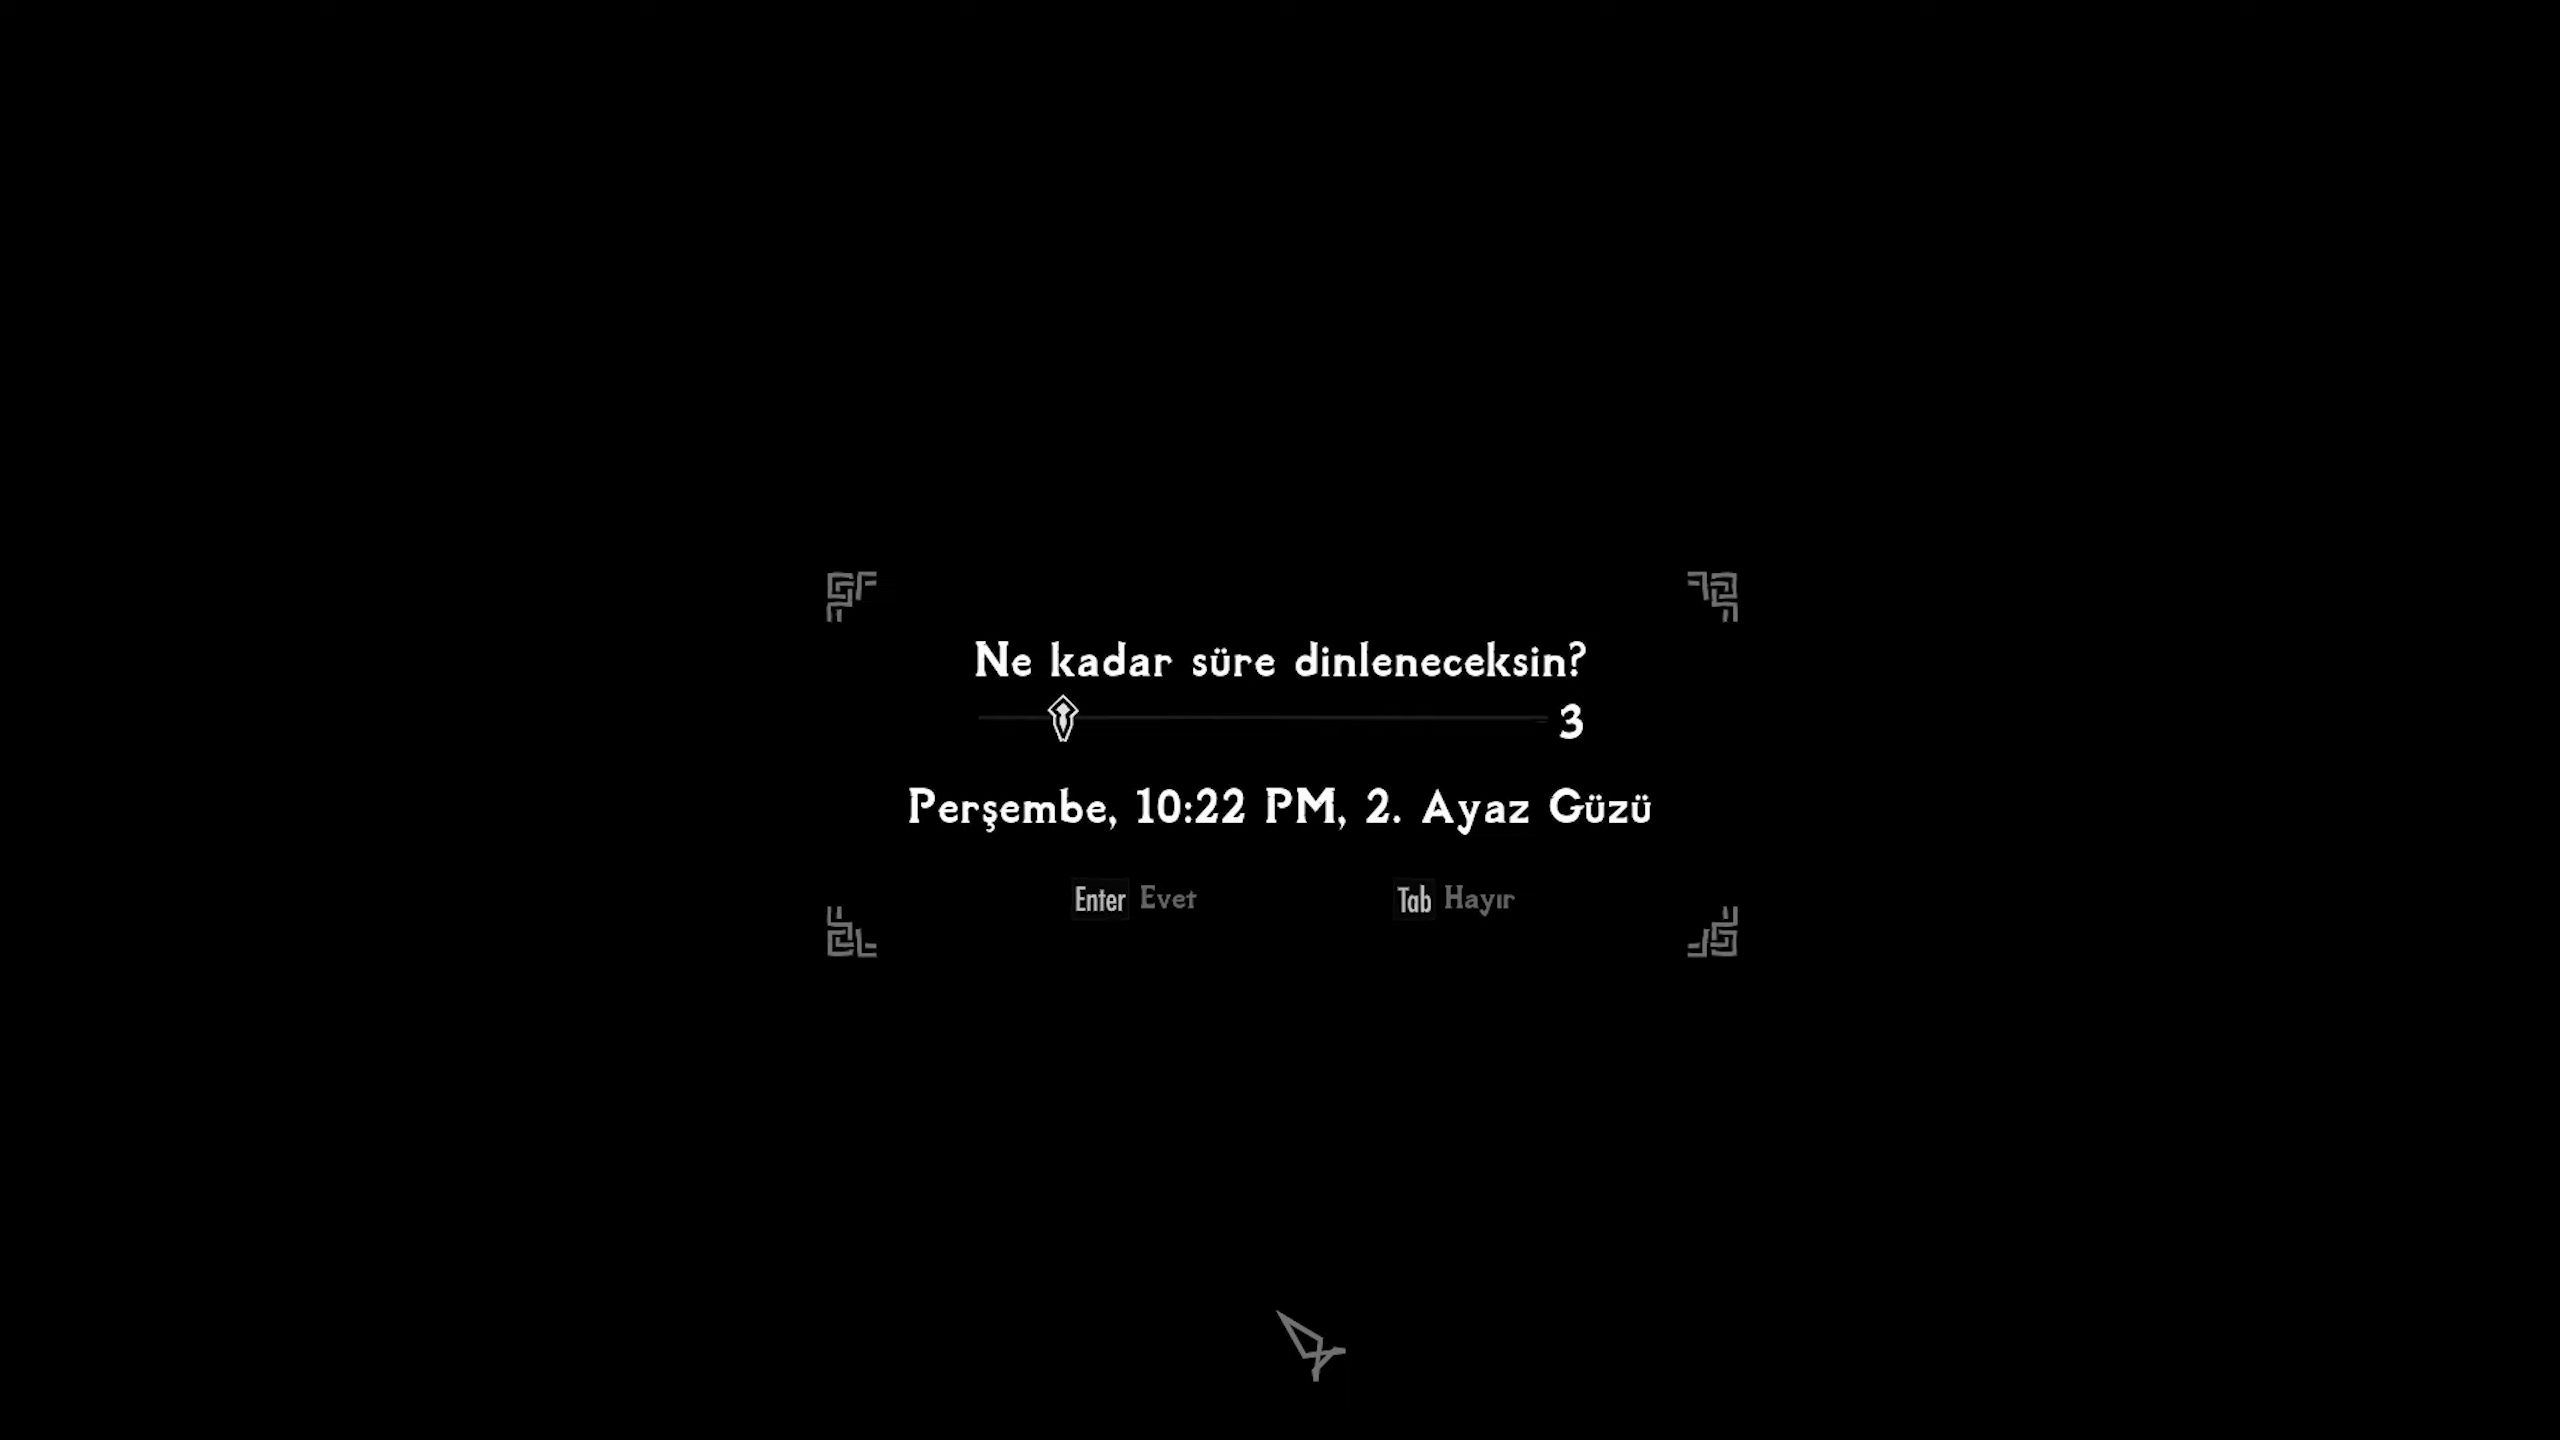 Ne kadar süre dinleneceksin?
3
Perşembe, 10:22 PM, 2. Ayaz Güzü
Enter Evet Tab Hayır